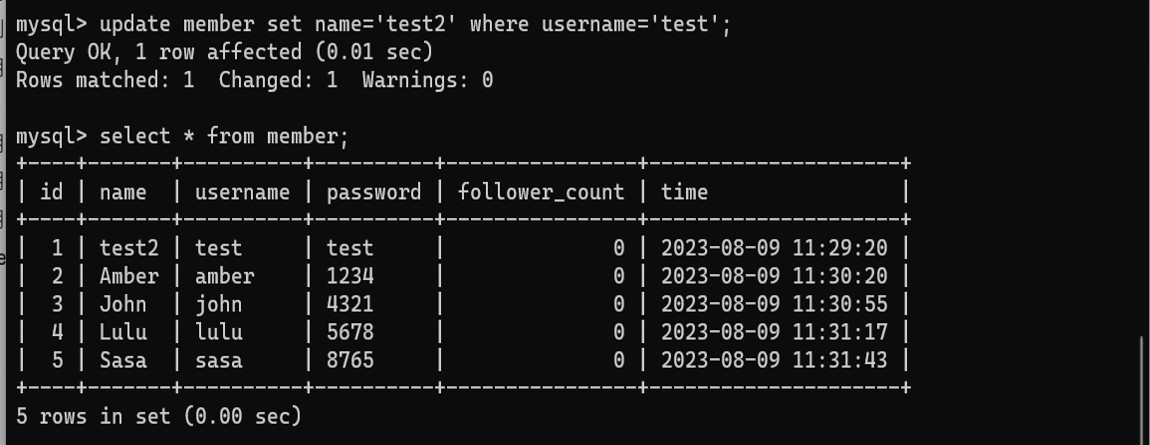 mysql> update member set name='test2' where username='test';
Query OK, 1 row affected (0.01 sec)
Rows matched: 1  Changed: 1  Warnings: 0

mysql> select * from member;
+----+-------+----------+----------+----------------+---------------------+
| id | name  | username | password | follower_count | time                |
+----+-------+----------+----------+----------------+---------------------+
|  1 | test2 | test     | test     |              0 | 2023-08-09 11:29:20 |
|  2 | Amber | amber    | 1234     |              0 | 2023-08-09 11:30:20 |
|  3 | John  | john     | 4321     |              0 | 2023-08-09 11:30:55 |
|  4 | Lulu  | lulu     | 5678     |              0 | 2023-08-09 11:31:17 |
|  5 | Sasa  | sasa     | 8765     |              0 | 2023-08-09 11:31:43 |
+----+-------+----------+----------+----------------+---------------------+
5 rows in set (0.00 sec)